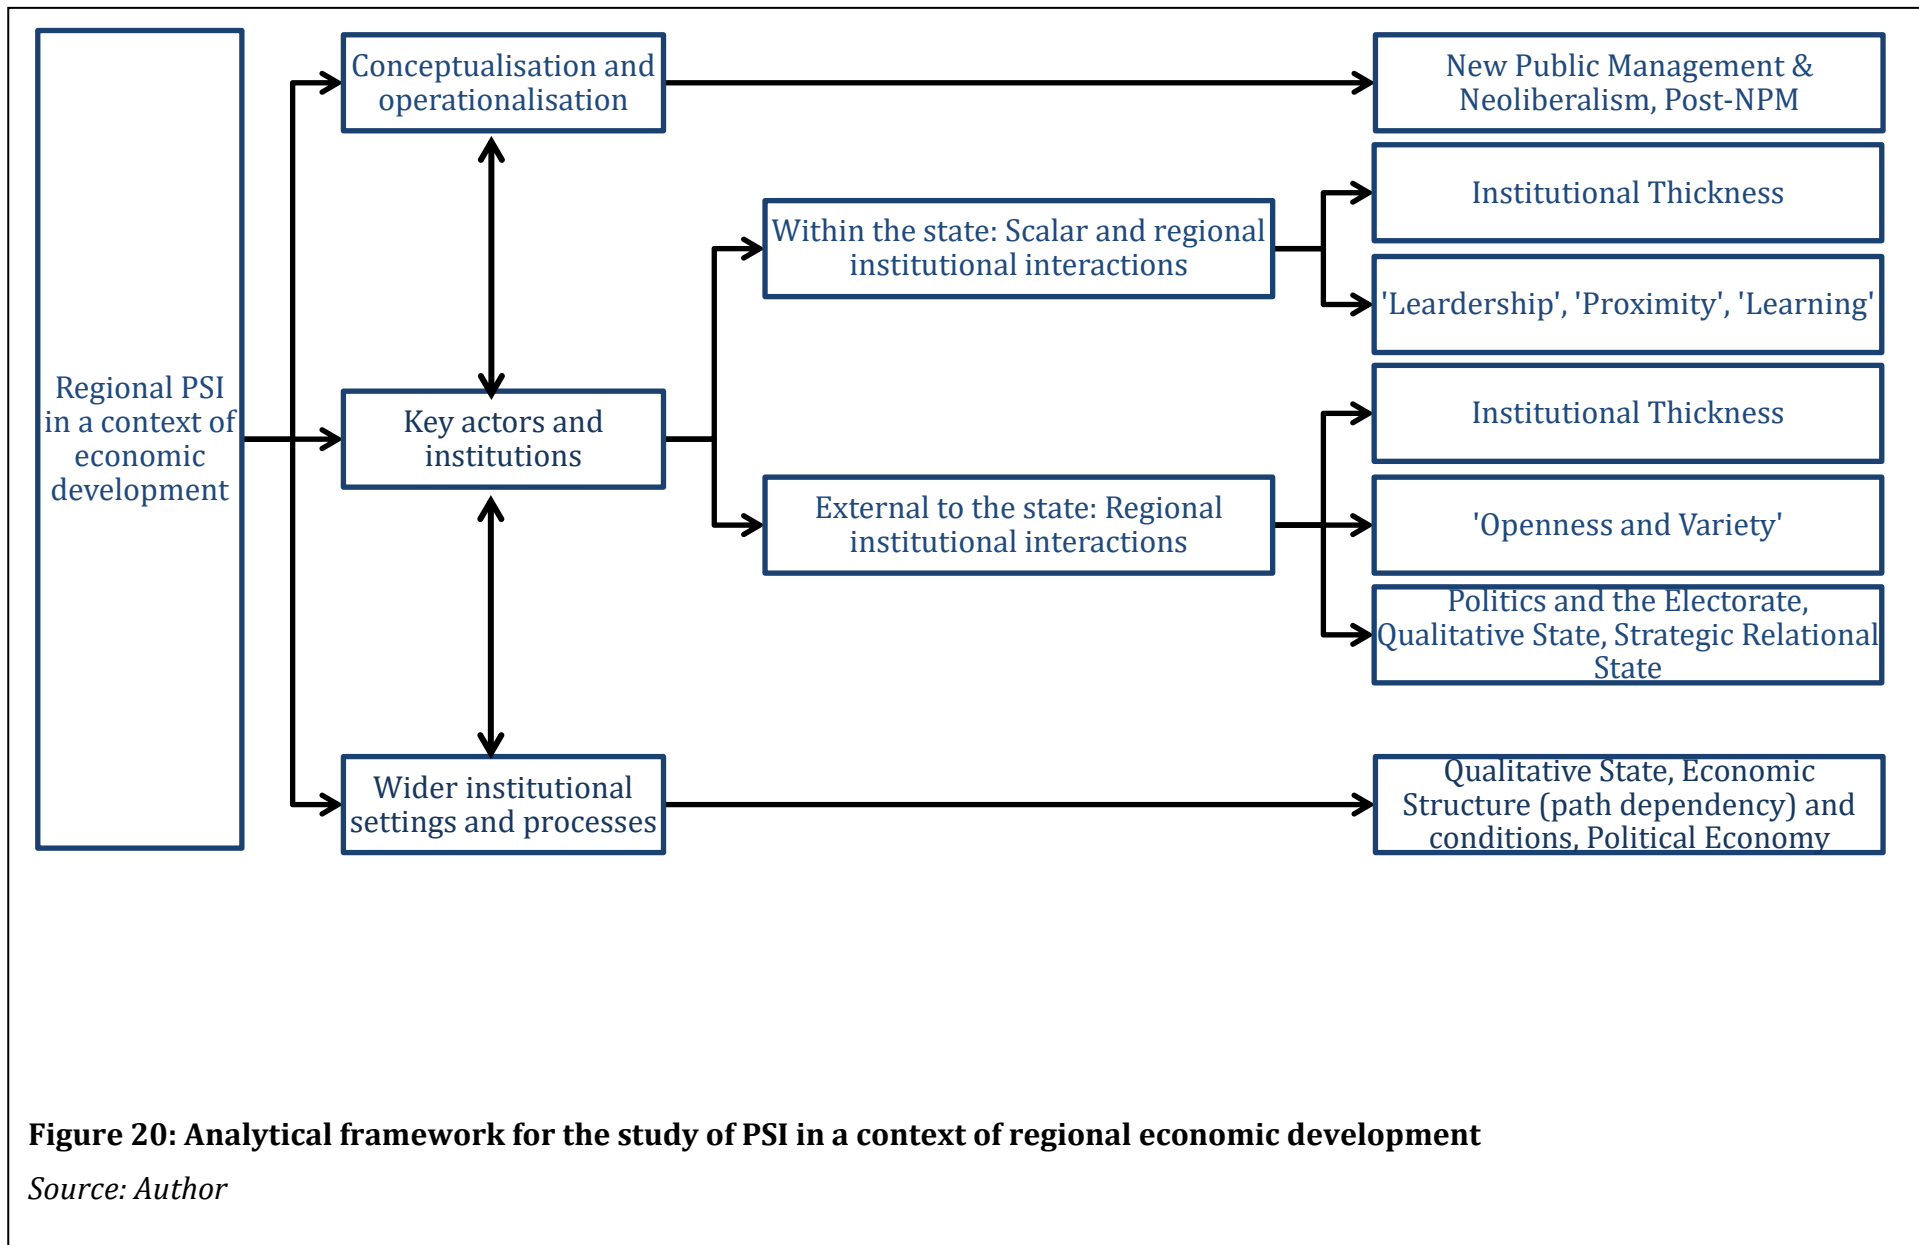 Regional PSI
in a context of
economic
development
Conceptualisation and
operationalisation
Key actors and
institutions
Wider institutional
settings and processes
Within the state: Scalar and regional
institutional interactions
External to the state: Regional
institutional interactions
New Public Management &
Neoliberalism, Post-NPM
Institutional Thickness
'Leardership', 'Proximity', 'Learning'
Institutional Thickness
'Openness and Variety'
Politics and the Electorate,
Qualitative State, Strategic Relational
State
Qualitative State, Economic
Structure (path dependency) and
conditions, Political Economy
Figure 20: Analytical framework for the study of PSI in a context of regional economic development
Source: Author